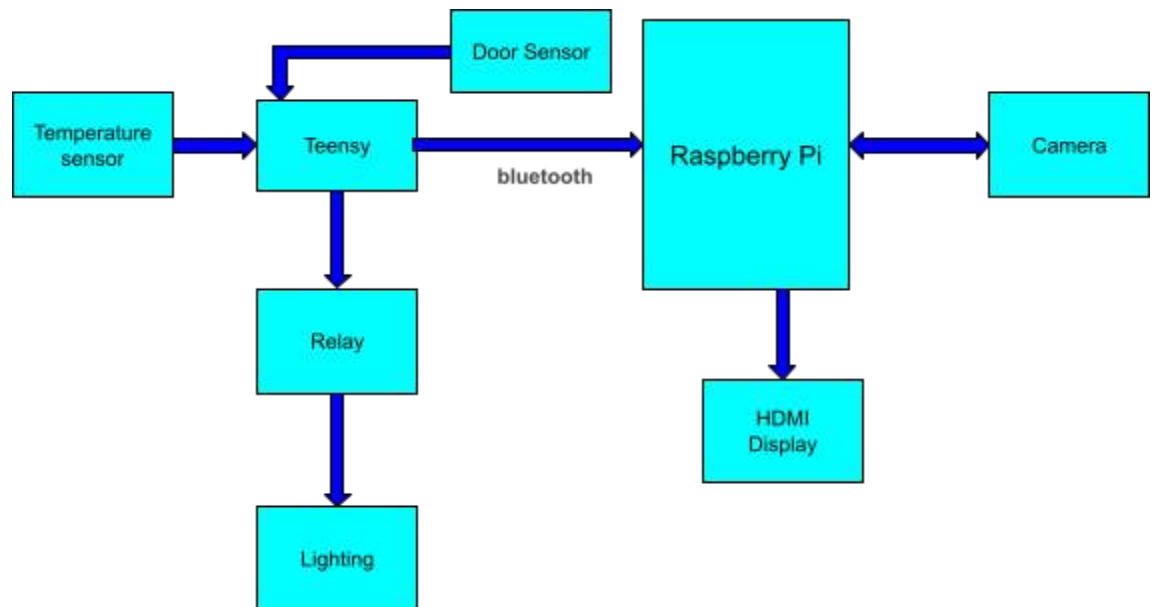 Door Sensor
Temperature
sensor
Teensy
bluetooth
Raspberry Pi
Camera
Relay
HDMI
Display
Lighting